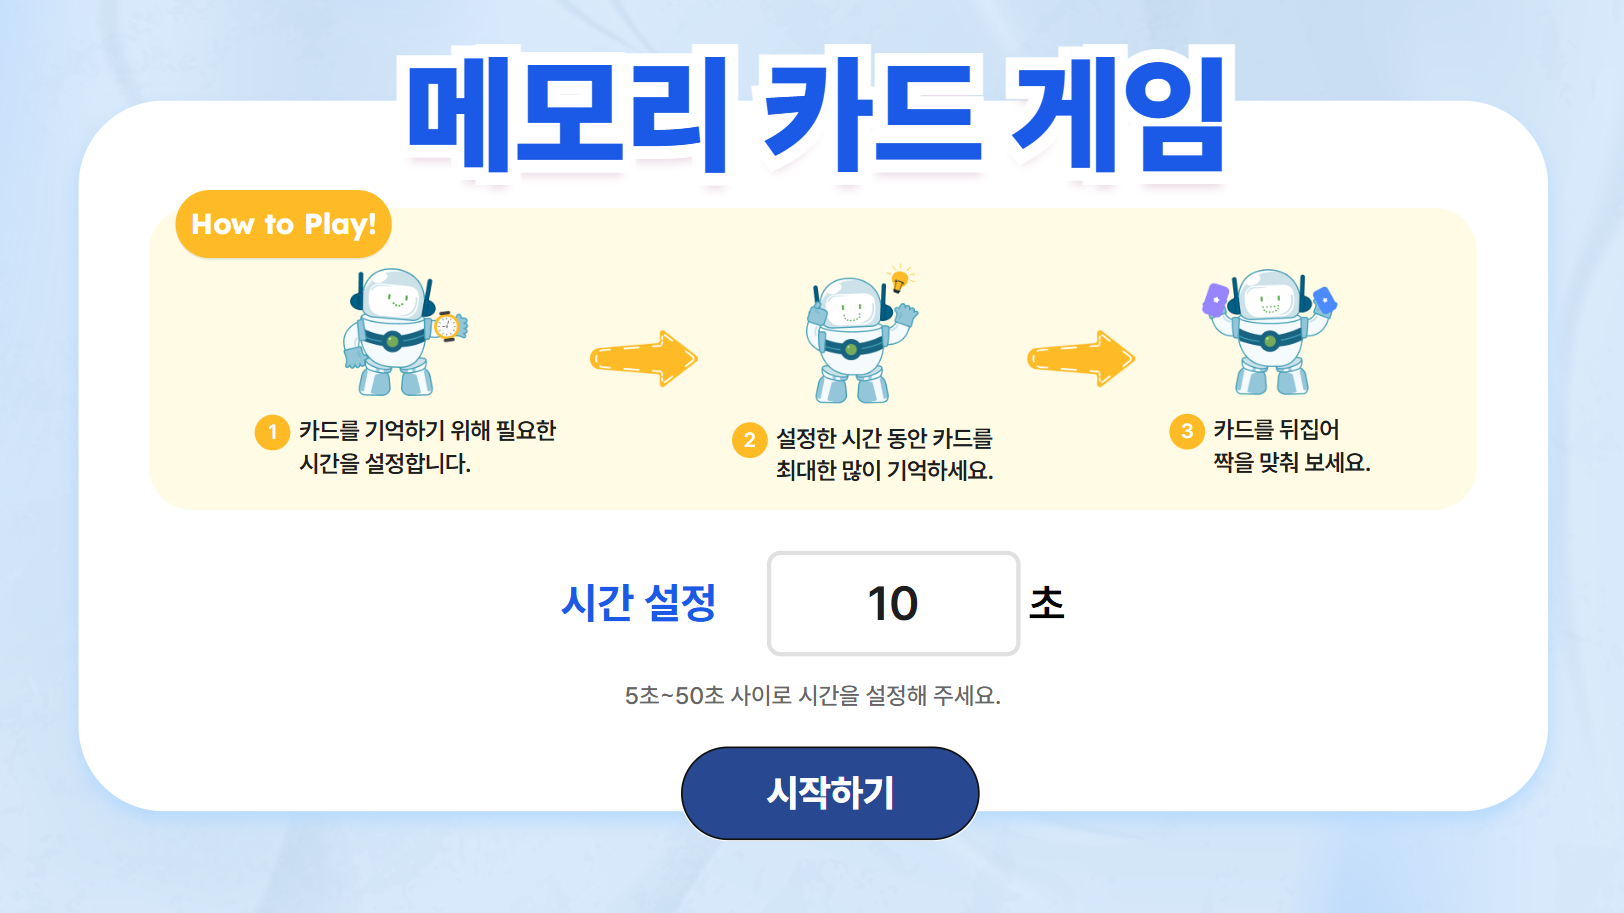 메모리 카드 게임
How to Play!
1 카드를 기억하기 위해 필요한
시간을 설정합니다.
2 설정한 시간 동안 카드를
최대한 많이 기억하세요.
3 카드를 뒤집어
짝을 맞춰 보세요.
시간 설정 10 초
5초~50초 사이로 시간을 설정해 주세요.
시작하기